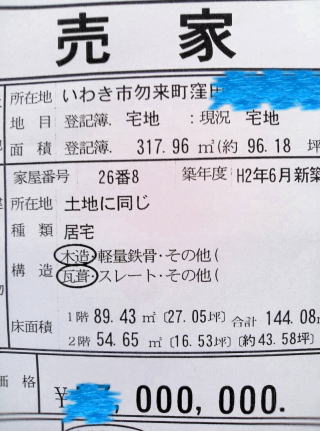 売家
所在地 いわき市勿来町窪田
地目 登記簿. 宅地 :現況 宅地
面積 登記簿. 317.96 ㎡(約 96.18 坪
家屋番号 26番8 築年度 H2年6月新築
所在地 土地に同じ
種類 居宅
構造 木造・軽量鉄骨・その他(
瓦葺・スレート・その他(
床面積 1階 89.43 ㎡〔27.05坪〕合計 144.08㎡
2階 54.65 ㎡〔16.53坪〕〔約43.58坪〕
価格 ¥ ,000,000.